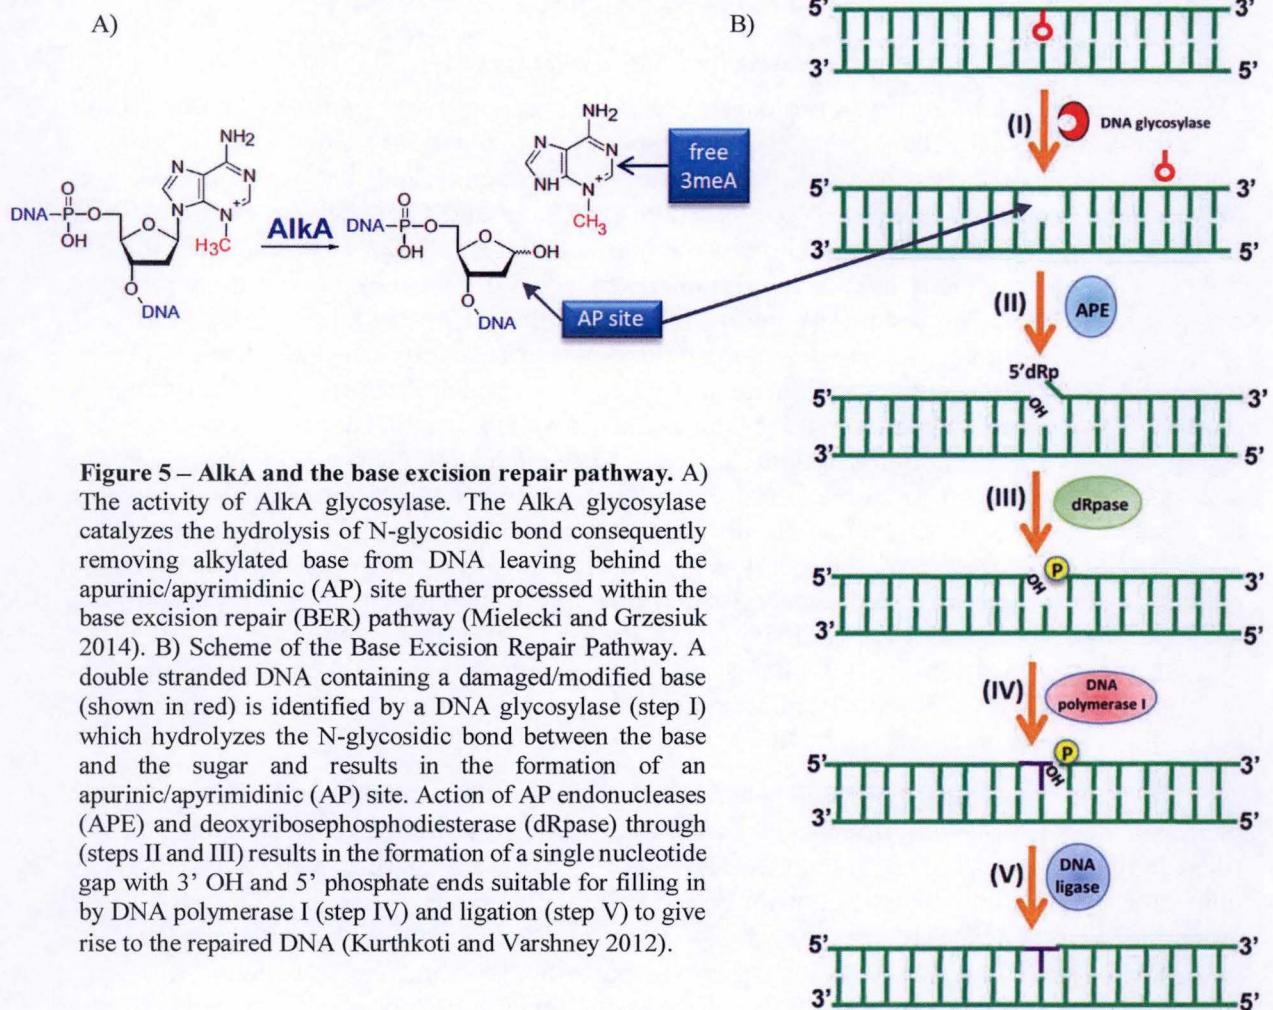 A)
NH2
N
N
N
N
+
H3C
O
DNA-P-O
OH
O
O
DNA
AlkA
NH2
N
N
NH
N
+
CH3
free
3meA
O
DNA-P-O
OH
O
OH
O
DNA
AP site
Figure 5 – AlkA and the base excision repair pathway. A)
The activity of AlkA glycosylase. The AlkA glycosylase
catalyzes the hydrolysis of N-glycosidic bond consequently
removing alkylated base from DNA leaving behind the
apurinic/apyrimidinic (AP) site further processed within the
base excision repair (BER) pathway (Mielecki and Grzesiuk
2014). B) Scheme of the Base Excision Repair Pathway. A
double stranded DNA containing a damaged/modified base
(shown in red) is identified by a DNA glycosylase (step I)
which hydrolyzes the N-glycosidic bond between the base
and the sugar and results in the formation of an
apurinic/apyrimidinic (AP) site. Action of AP endonucleases
(APE) and deoxyribosephosphodiesterase (dRpase) through
(steps II and III) results in the formation of a single nucleotide
gap with 3’ OH and 5’ phosphate ends suitable for filling in
by DNA polymerase I (step IV) and ligation (step V) to give
rise to the repaired DNA (Kurthkoti and Varshney 2012).
B)
5’ 3’
3’ 5’
(I) DNA glycosylase
5’ 3’
3’ 5’
(II) APE
5’dRp
5’ OH 3’
3’ 5’
(III) dRpase
P
5’ OH 3’
3’ 5’
(IV) DNA
polymerase I
P
5’ OH 3’
3’ 5’
(V) DNA
ligase
5’ 3’
3’ 5’